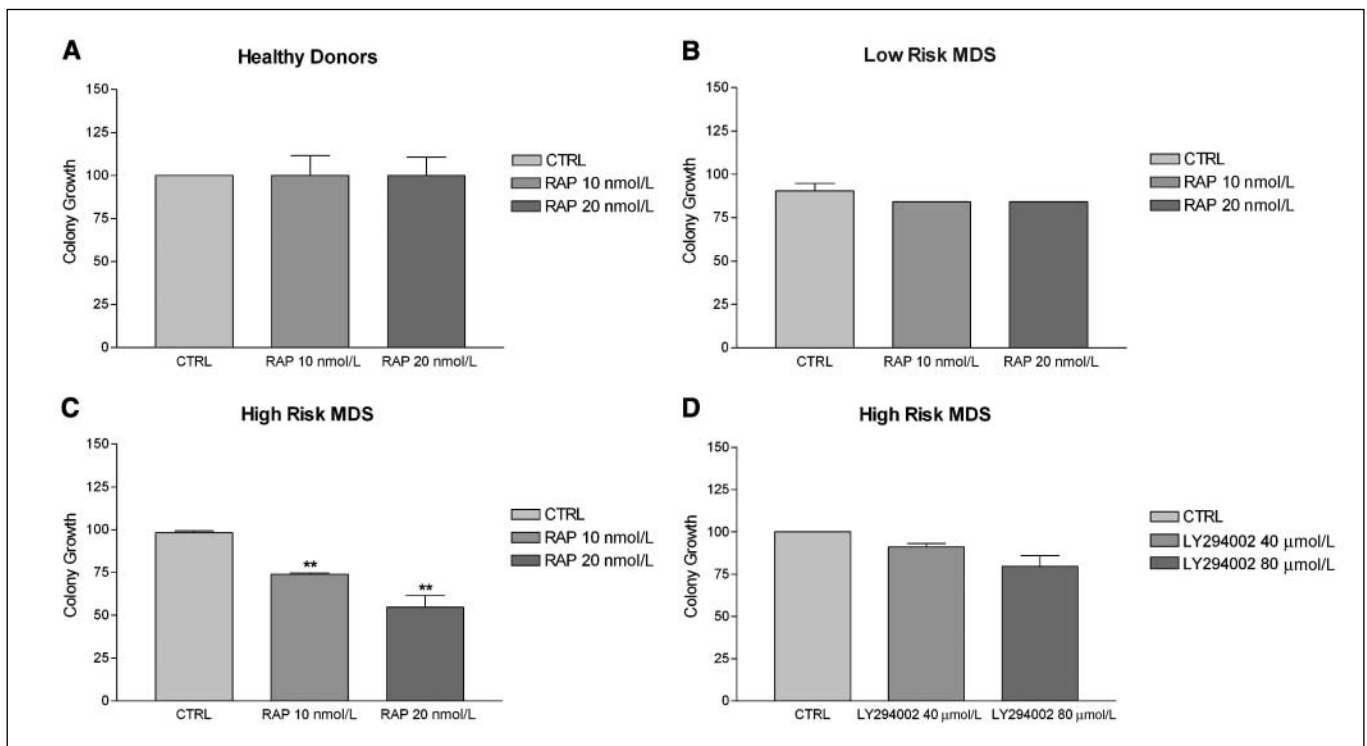 A
Healthy Donors
150
125
100
75
50
25
0
Colony Growth
CTRL
RAP 10 nmol/L
RAP 20 nmol/L
CTRL
RAP 10 nmol/L
RAP 20 nmol/L
B
Low Risk MDS
150
125
100
75
50
25
0
Colony Growth
CTRL
RAP 10 nmol/L
RAP 20 nmol/L
CTRL
RAP 10 nmol/L
RAP 20 nmol/L
C
High Risk MDS
150
125
100
75
50
25
0
Colony Growth
**
**
CTRL
RAP 10 nmol/L
RAP 20 nmol/L
CTRL
RAP 10 nmol/L
RAP 20 nmol/L
D
High Risk MDS
150
125
100
75
50
25
0
Colony Growth
CTRL
LY294002 40 μmol/L
LY294002 80 μmol/L
CTRL
LY294002 40 μmol/L
LY294002 80 μmol/L